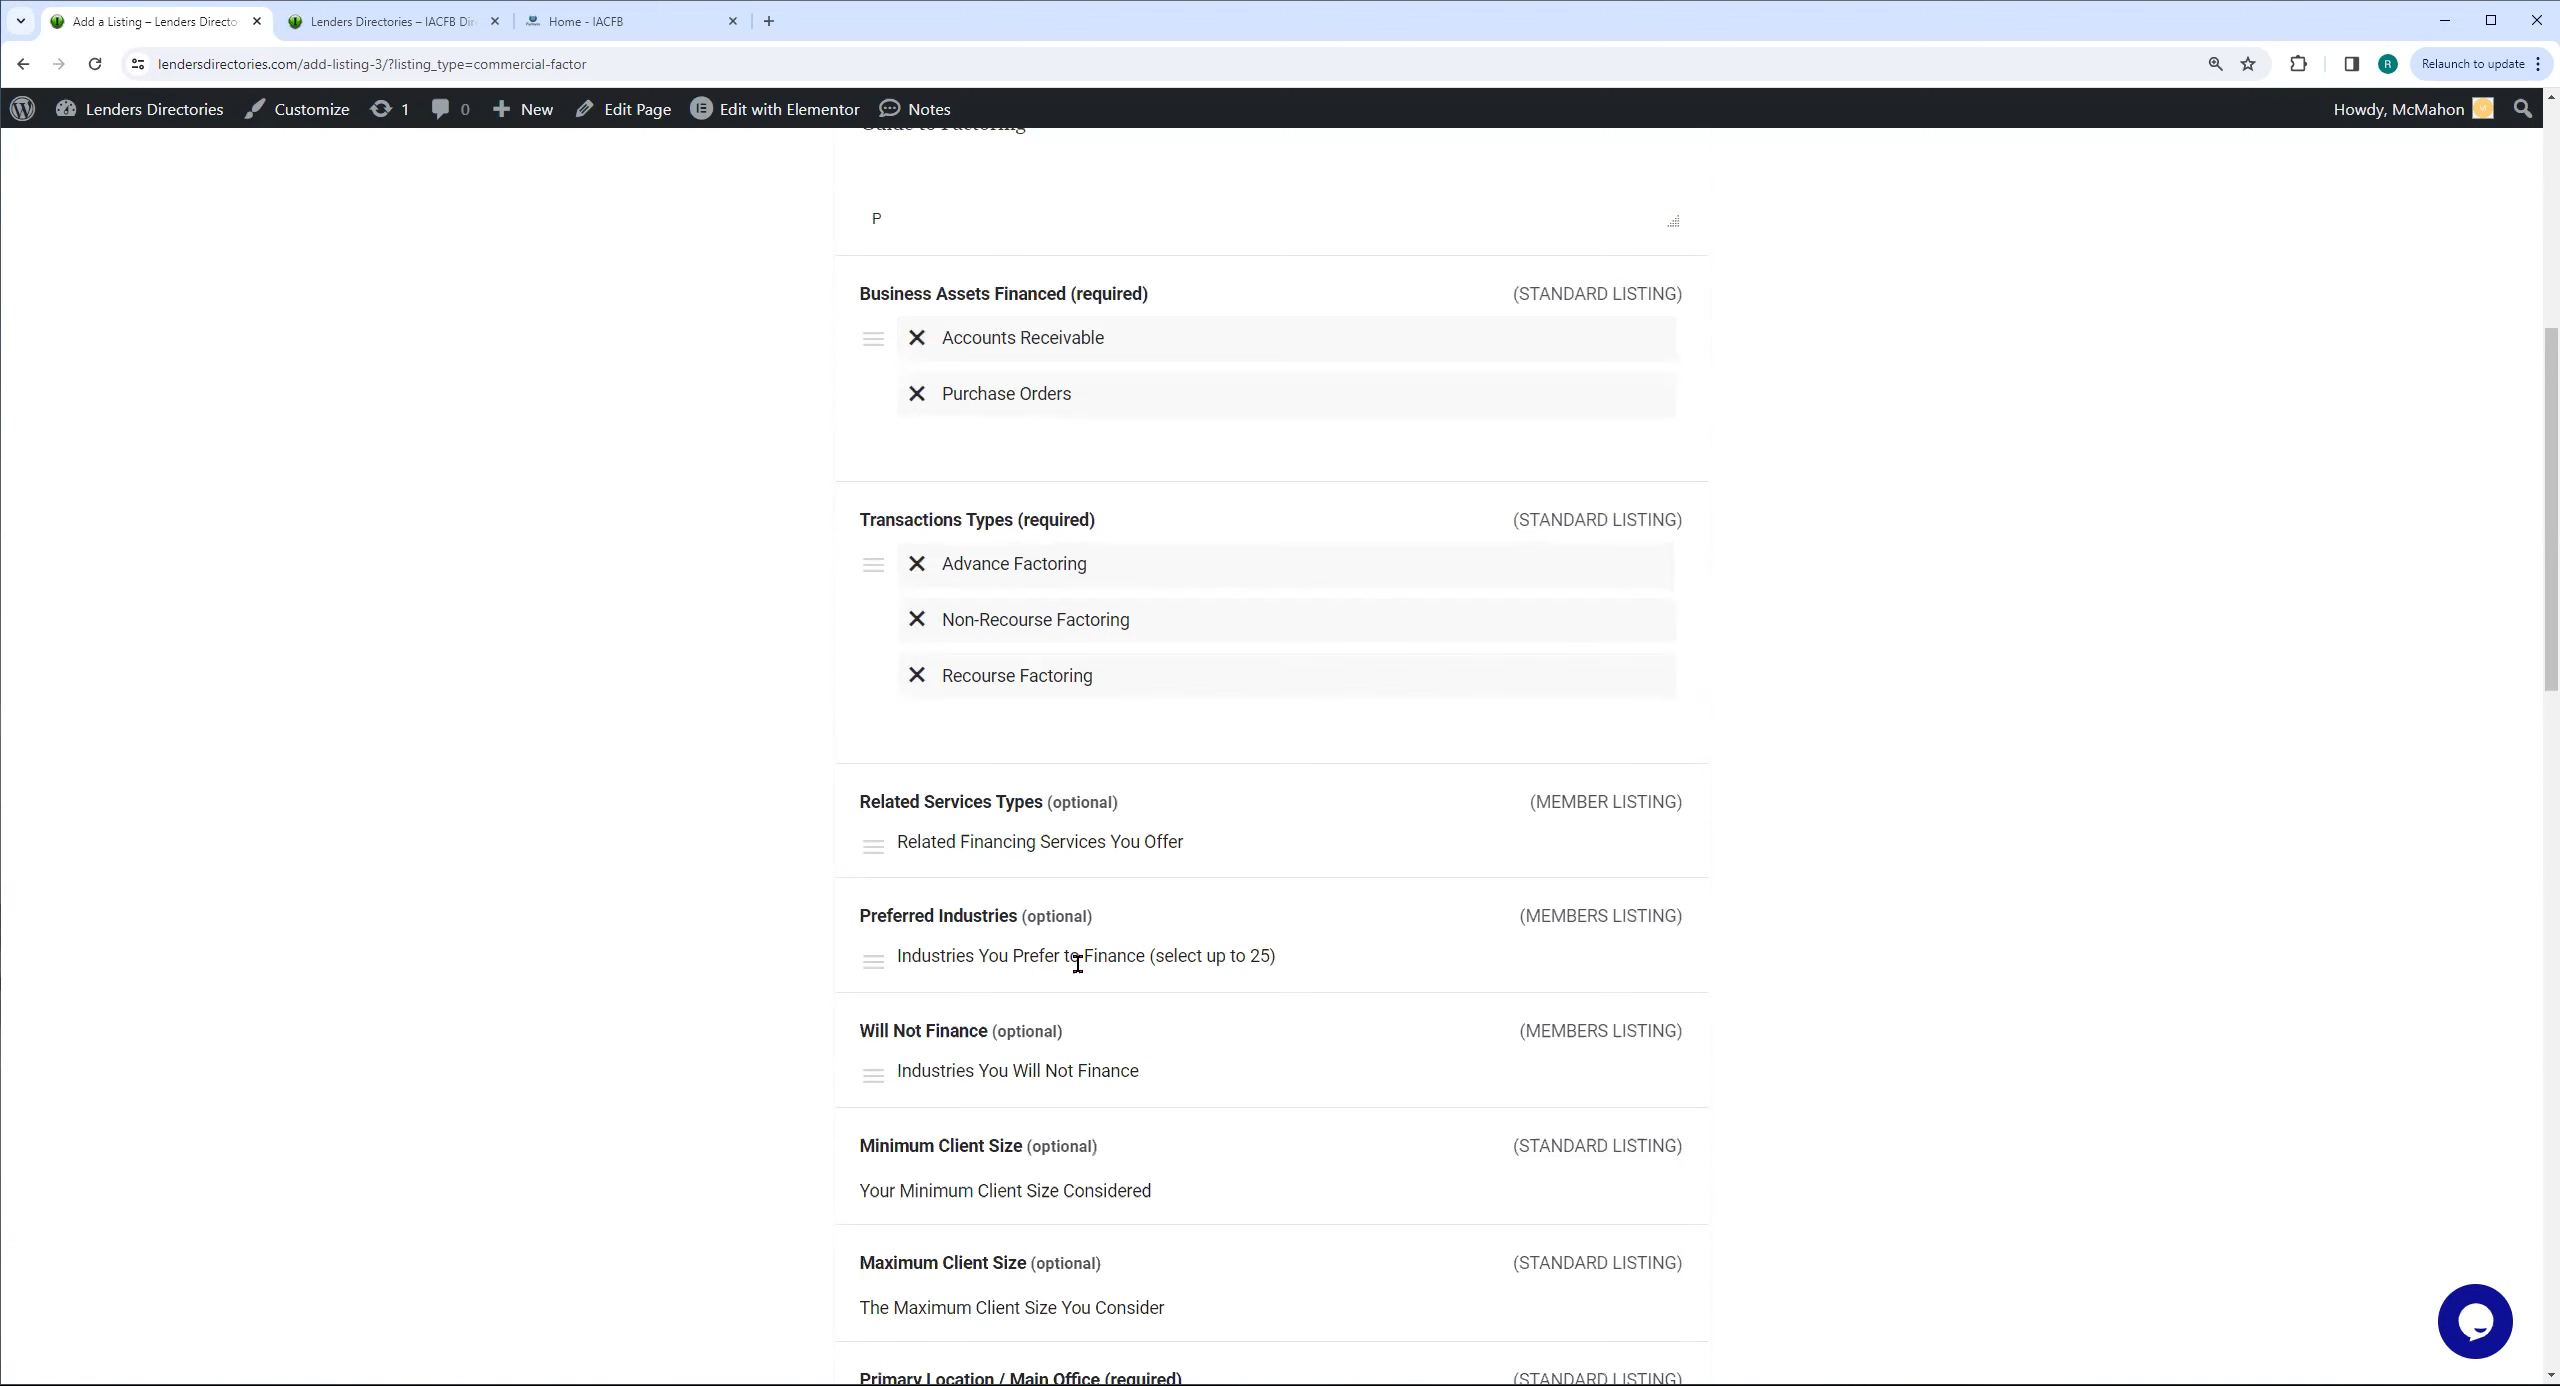 Add a Listing – Lenders Directo
Lenders Directories – IACFB Dir
Home - IACFB
lendersdirectories.com/add-listing-3/?listing_type=commercial-factor
R
Relaunch to update
Lenders Directories
Customize
1
0
New
Edit Page
Edit with Elementor
Notes
Howdy, McMahon
Guide to Factoring
P
Business Assets Financed (required) (STANDARD LISTING)
Accounts Receivable
Purchase Orders
Transactions Types (required) (STANDARD LISTING)
Advance Factoring
Non-Recourse Factoring
Recourse Factoring
Related Services Types (optional) (MEMBER LISTING)
Related Financing Services You Offer
Preferred Industries (optional) (MEMBERS LISTING)
Industries You Prefer to Finance (select up to 25)
Will Not Finance (optional) (MEMBERS LISTING)
Industries You Will Not Finance
Minimum Client Size (optional) (STANDARD LISTING)
Your Minimum Client Size Considered
Maximum Client Size (optional) (STANDARD LISTING)
The Maximum Client Size You Consider
Primary Location / Main Office (required) (STANDARD LISTING)